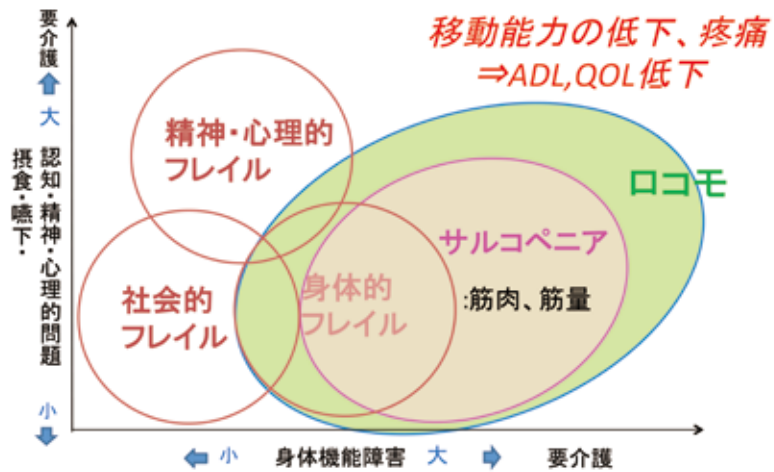 移動能力の低下、疼痛
⇒ADL,QOL低下
要介護
大
認知・精神・心理的問題
摂食・嚥下・
小
精神・心理的
フレイル
社会的
フレイル
身体的
フレイル
サルコペニア
:筋肉、筋量
ロコモ
小
身体機能障害
大
要介護